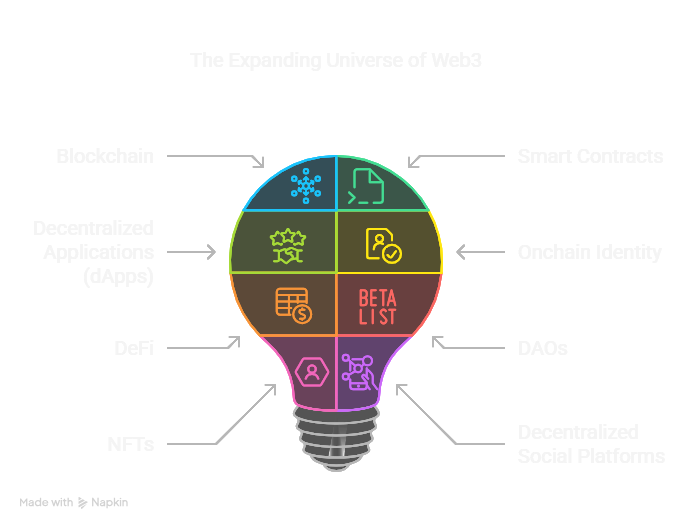 The Expanding Universe of Web3
Blockchain
Smart Contracts
Decentralized
Applications
(dApps)
Onchain Identity
BETA
LIST
DeFi
DAOs
NFTs
Decentralized
Social Platforms
Made with Napkin